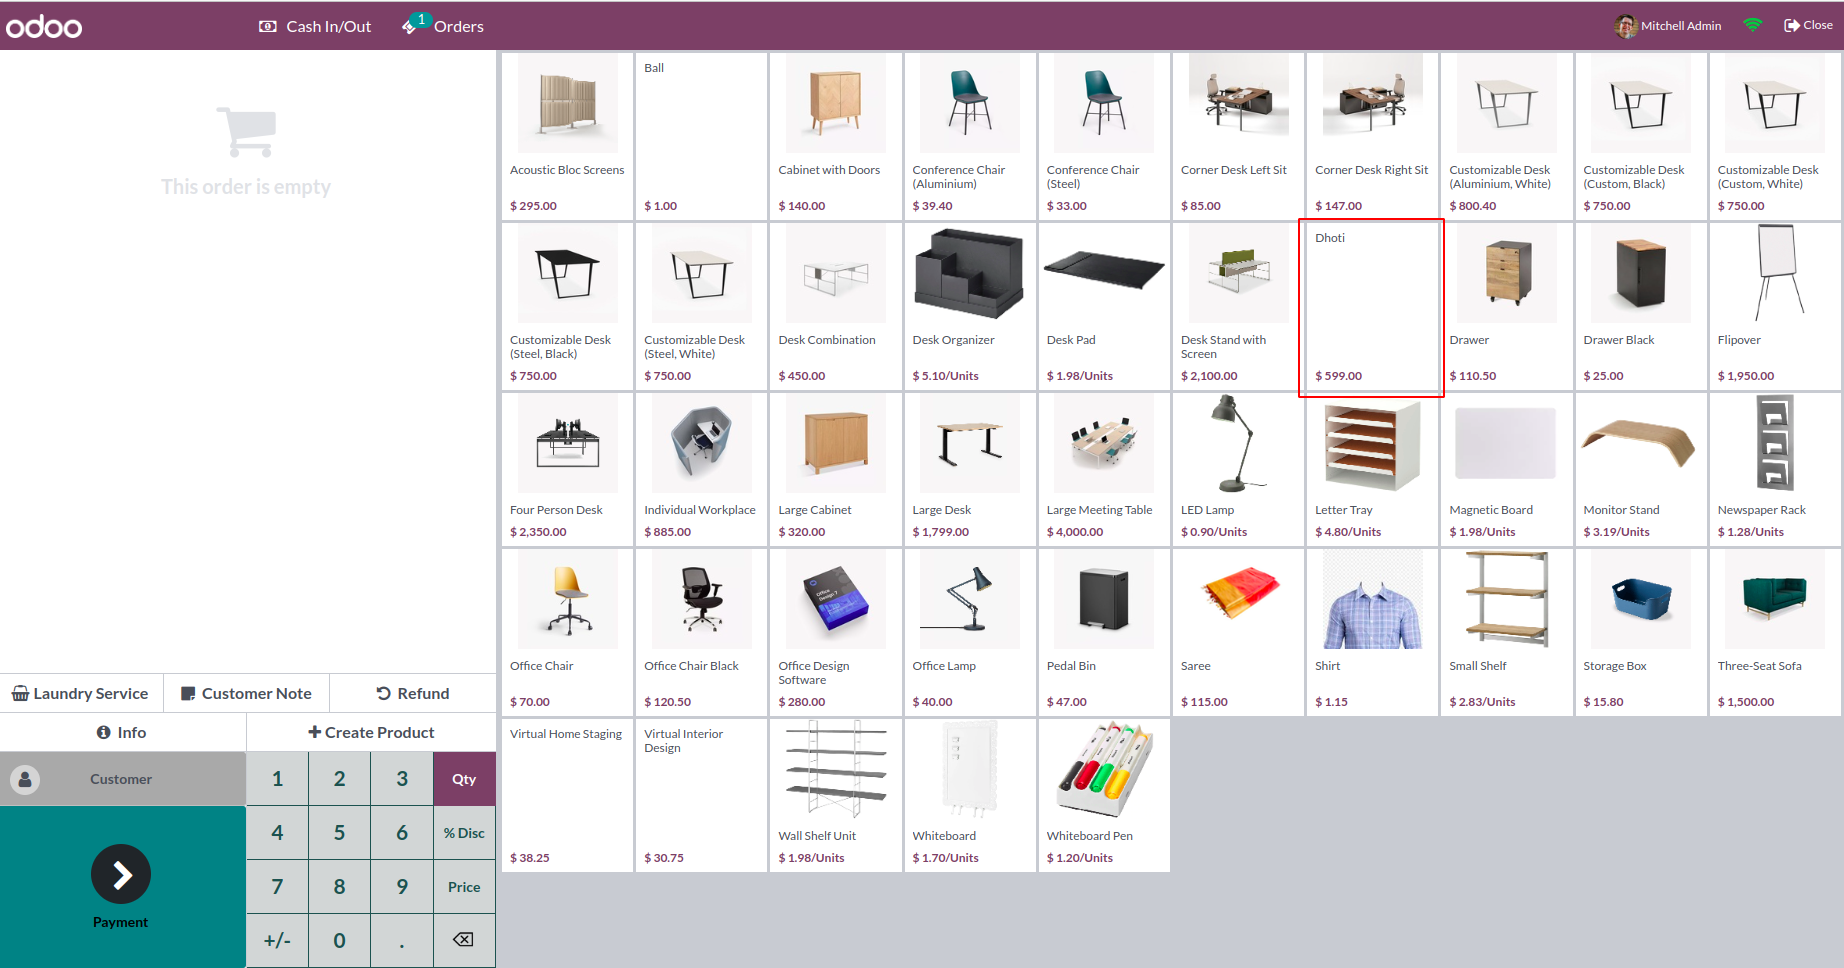 odoo
Cash In/Out
1
Orders
Mitchell Admin
Close
This order is empty
Laundry Service
Customer Note
Refund
Info
Create Product
Customer
Payment
1 2 3 Qty
4 5 6 % Disc
7 8 9 Price
+/- 0 .
Acoustic Bloc Screens
$ 295.00
Ball
$ 1.00
Cabinet with Doors
$ 140.00
Conference Chair
(Aluminium)
$ 39.40
Conference Chair
(Steel)
$ 33.00
Corner Desk Left Sit
$ 85.00
Corner Desk Right Sit
$ 147.00
Customizable Desk
(Aluminium, White)
$ 800.40
Customizable Desk
(Custom, Black)
$ 750.00
Customizable Desk
(Custom, White)
$ 750.00
Customizable Desk
(Steel, Black)
$ 750.00
Customizable Desk
(Steel, White)
$ 750.00
Desk Combination
$ 450.00
Desk Organizer
$ 5.10/Units
Desk Pad
$ 1.98/Units
Desk Stand with
Screen
$ 2,100.00
Dhoti
$ 599.00
Drawer
$ 110.50
Drawer Black
$ 25.00
Flipover
$ 1,950.00
Four Person Desk
$ 2,350.00
Individual Workplace
$ 885.00
Large Cabinet
$ 320.00
Large Desk
$ 1,799.00
Large Meeting Table
$ 4,000.00
LED Lamp
$ 0.90/Units
Letter Tray
$ 4.80/Units
Magnetic Board
$ 1.98/Units
Monitor Stand
$ 3.19/Units
Newspaper Rack
$ 1.28/Units
Office Chair
$ 70.00
Office Chair Black
$ 120.50
Office
Design 7
Office Design
Software
$ 280.00
Office Lamp
$ 40.00
Pedal Bin
$ 47.00
Saree
$ 115.00
Shirt
$ 1.15
Small Shelf
$ 2.83/Units
Storage Box
$ 15.80
Three-Seat Sofa
$ 1,500.00
Virtual Home Staging
$ 38.25
Virtual Interior
Design
$ 30.75
Wall Shelf Unit
$ 1.98/Units
Whiteboard
$ 1.70/Units
Whiteboard Pen
$ 1.20/Units